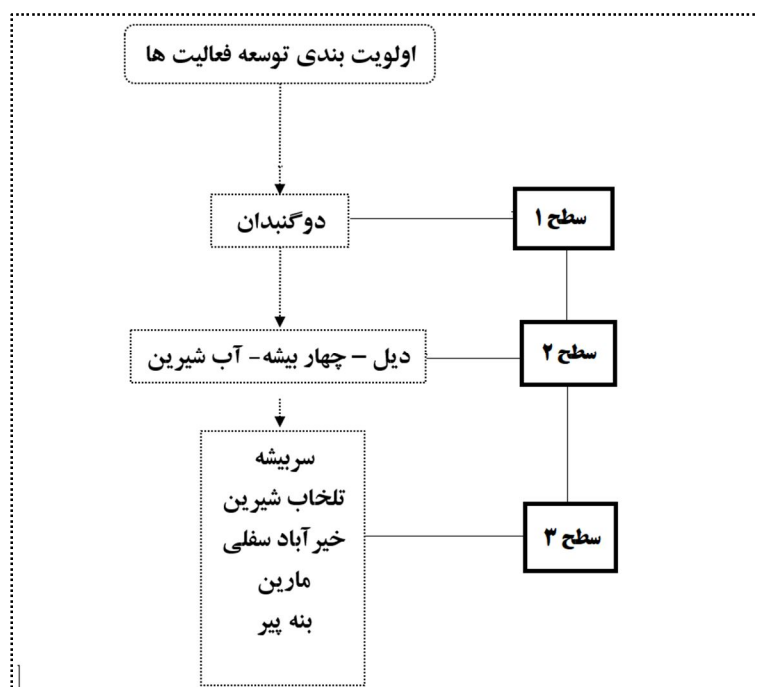 اولویت بندی توسعه فعالیت ها
دوگنبدان
سطح ۱
دیل – چهار بیشه- آب شیرین
سطح ۲
سربیشه
تلخاب شیرین
خیرآباد سفلی
مارین
بنه پیر
سطح ۳